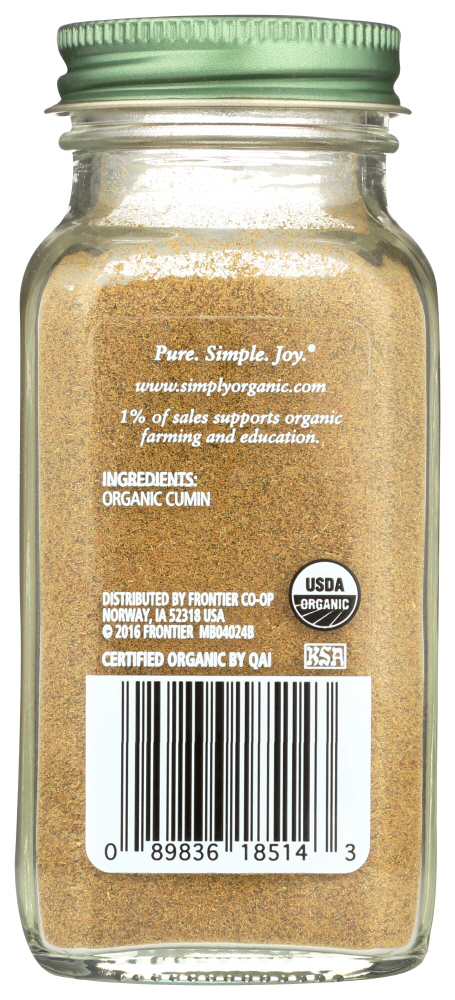 Pure. Simple. Joy.®
www.simplyorganic.com
1% of sales supports organic
farming and education.
INGREDIENTS:
ORGANIC CUMIN
USDA
ORGANIC
DISTRIBUTED BY FRONTIER CO-OP
NORWAY, IA 52318 USA
© 2016 FRONTIER MB04024B
CERTIFIED ORGANIC BY QAI
KSA
0 89836 18514 3